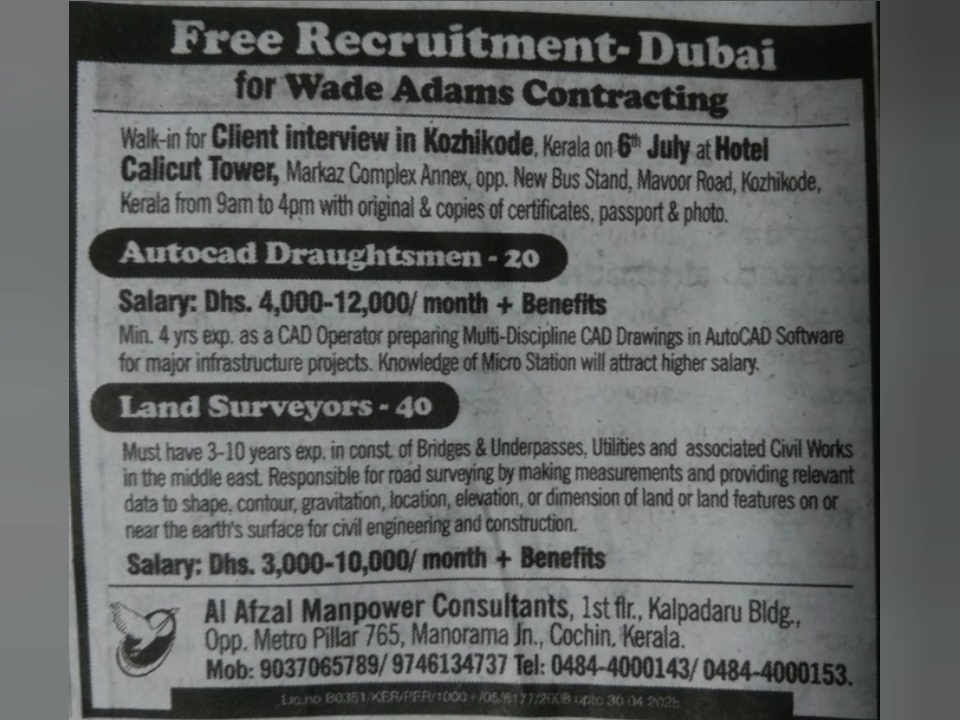 Free Recruitment- Dubai
for Wade Adams Contracting
Walk-in for Client interview in Kozhikode, Kerala on 6th July at Hotel
Calicut Tower, Markaz Complex Annex, opp. New Bus Stand, Mavoor Road, Kozhikode,
Kerala from 9am to 4pm with original & copies of certificates, passport & photo.
Autocad Draughtsmen - 20
Salary: Dhs. 4,000-12,000/ month + Benefits
Min. 4 yrs exp. as a CAD Operator preparing Multi-Discipline CAD Drawings in AutoCAD Software
for major infrastructure projects. Knowledge of Micro Station will attract higher salary.
Land Surveyors - 40
Must have 3-10 years exp. in const. of Bridges & Underpasses, Utilities and associated Civil Works
in the middle east. Responsible for road surveying by making measurements and providing relevant
data to shape, contour, gravitation, location, elevation, or dimension of land or land features on or
near the earth's surface for civil engineering and construction.
Salary: Dhs. 3,000-10,000/ month + Benefits
Al Afzal Manpower Consultants, 1st flr., Kalpadaru Bldg.,
Opp. Metro Pillar 765, Manorama Jn., Cochin, Kerala.
Mob: 9037065789/ 9746134737 Tel: 0484-4000143/ 0484-4000153.
Lic.no upto